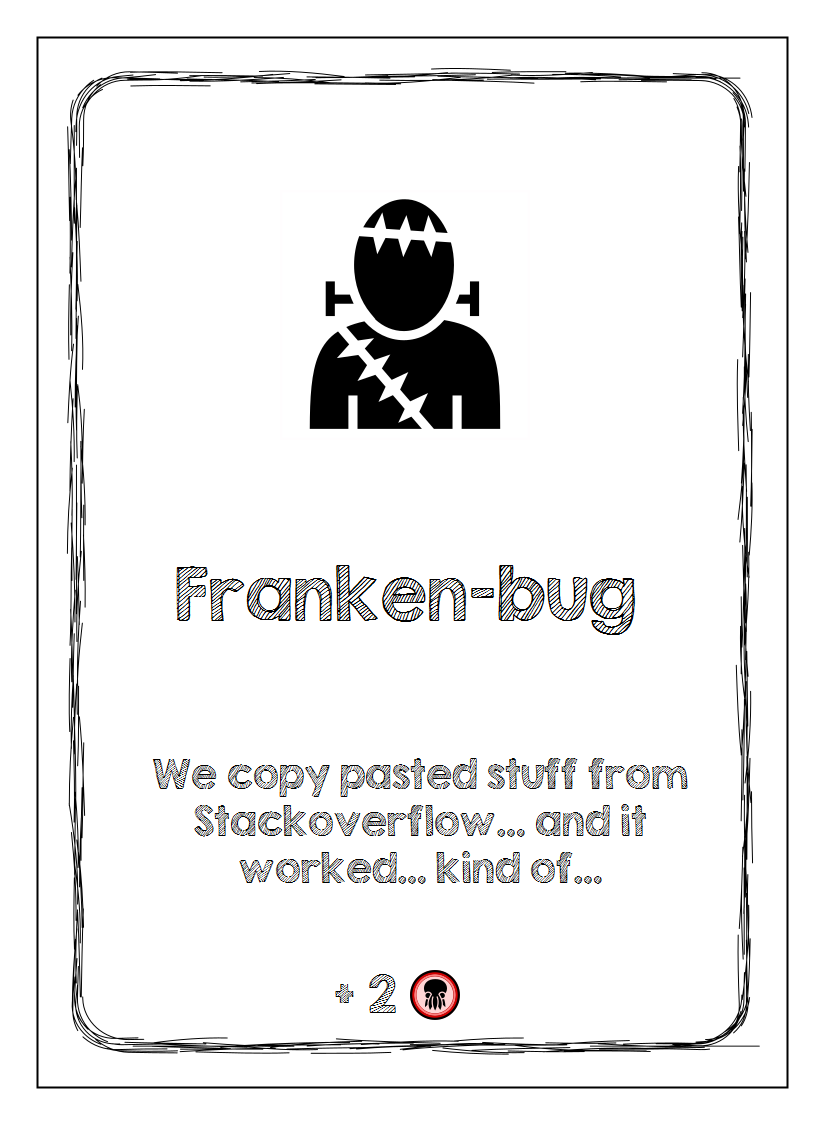 Franken-bug
We copy pasted stuff from
Stackoverflow... and it
worked... kind of...
+ 2